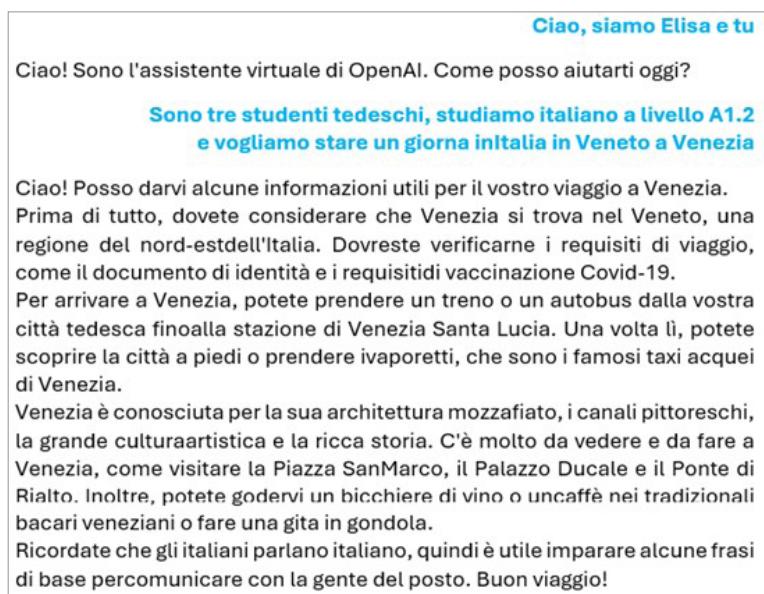 Ciao, siamo Elisa e tu
Ciao! Sono l'assistente virtuale di OpenAI. Come posso aiutarti oggi?
Sono tre studenti tedeschi, studiamo italiano a livello A1.2
e vogliamo stare un giorna inItalia in Veneto a Venezia
Ciao! Posso darvi alcune informazioni utili per il vostro viaggio a Venezia.
Prima di tutto, dovete considerare che Venezia si trova nel Veneto, una
regione del nord-estdell'Italia. Dovreste verificarne i requisiti di viaggio,
come il documento di identità e i requisitidi vaccinazione Covid-19.
Per arrivare a Venezia, potete prendere un treno o un autobus dalla vostra
città tedesca finoalla stazione di Venezia Santa Lucia. Una volta lì, potete
scoprire la città a piedi o prendere ivaporetti, che sono i famosi taxi acquei
di Venezia.
Venezia è conosciuta per la sua architettura mozzafiato, i canali pittoreschi,
la grande culturaartistica e la ricca storia. C'è molto da vedere e da fare a
Venezia, come visitare la Piazza SanMarco, il Palazzo Ducale e il Ponte di
Rialto. Inoltre, potete godervi un bicchiere di vino o uncaffè nei tradizionali
bacari veneziani o fare una gita in gondola.
Ricordate che gli italiani parlano italiano, quindi è utile imparare alcune frasi
di base percomunicare con la gente del posto. Buon viaggio!